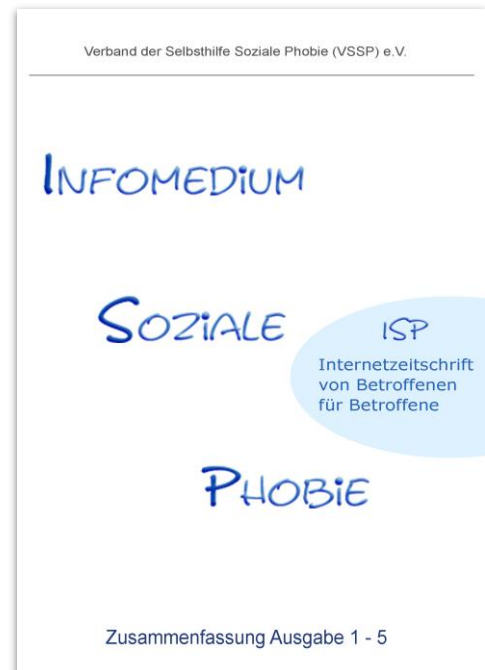 Verband der Selbsthilfe Soziale Phobie (VSSP) e.V.
INFOMEDiUM
SOZiALE
ISP
Internetzeitschrift
von Betroffenen
für Betroffene
PHOBiE
Zusammenfassung Ausgabe 1 - 5